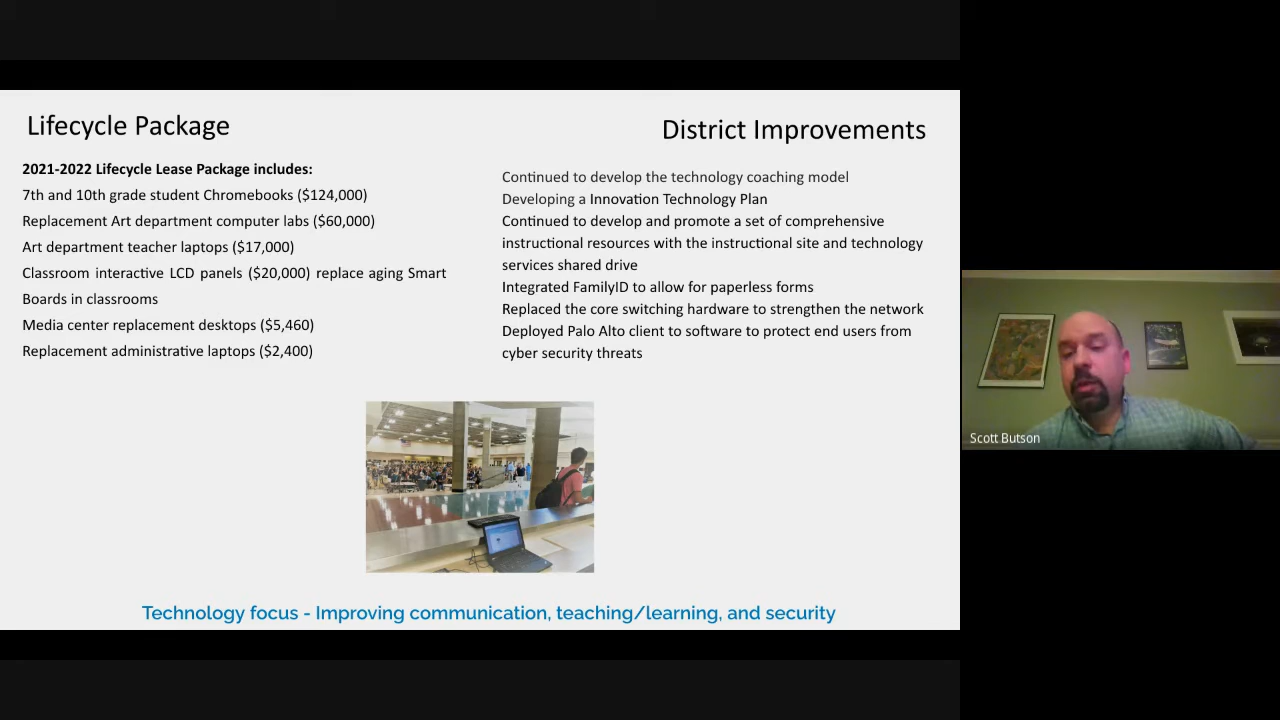 Lifecycle Package
2021-2022 Lifecycle Lease Package includes:
7th and 10th grade student Chromebooks ($124,000)
Replacement Art department computer labs ($60,000)
Art department teacher laptops ($17,000)
Classroom interactive LCD panels ($20,000) replace aging Smart
Boards in classrooms
Media center replacement desktops ($5,460)
Replacement administrative laptops ($2,400)
District Improvements
Continued to develop the technology coaching model
Developing a Innovation Technology Plan
Continued to develop and promote a set of comprehensive
instructional resources with the instructional site and technology
services shared drive
Integrated FamilyID to allow for paperless forms
Replaced the core switching hardware to strengthen the network
Deployed Palo Alto client to software to protect end users from
cyber security threats
Technology focus - Improving communication, teaching/learning, and security
Scott Butson